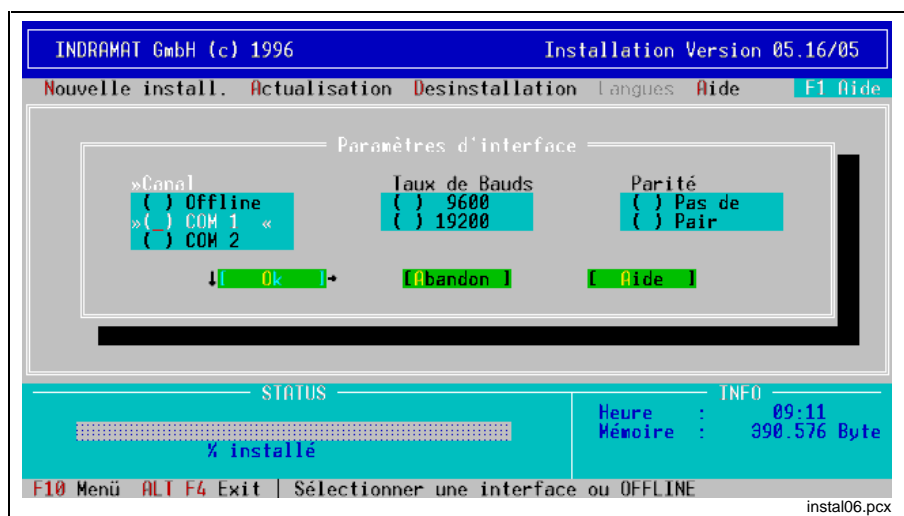 INDRAMAT GmbH (c) 1996 Installation Version 05.16/05
Nouvelle install. Actualisation Desinstallation Langues Aide F1 Aide
Paramètres d'interface
»Canal Taux de Bauds Parité
( ) Offline ( ) 9600 ( ) Pas de
»(_) COM 1 « ( ) 19200 ( ) Pair
( ) COM 2
↓[ Ok ]→ [Abandon ] [ Aide ]
STATUS INFO
Heure : 09:11
Mémoire : 390.576 Byte
% installé
F10 Menü ALT F4 Exit | Sélectionner une interface ou OFFLINE
instal06.pcx